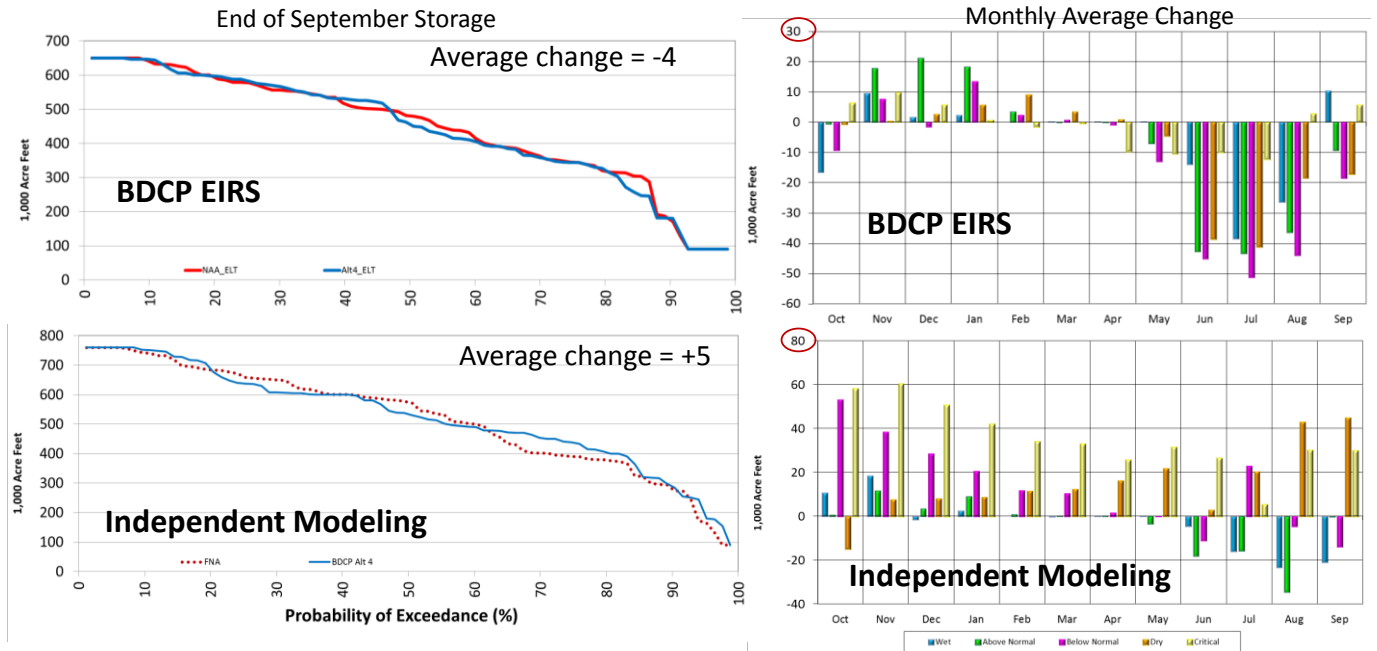 End of September Storage
Monthly Average Change
700
600
500
400
300
200
100
0
1,000 Acre Feet
Average change = -4
BDCP EIRS
NAA_ELT
Alt4_ELT
0
10
20
30
40
50
60
70
80
90
100
30
20
10
0
-10
-20
-30
-40
-50
-60
1,000 Acre Feet
BDCP EIRS
Oct Nov Dec Jan Feb Mar Apr May Jun Jul Aug Sep
800
700
600
500
400
300
200
100
0
1,000 Acre Feet
Average change = +5
Independent Modeling
FNA
BDCP Alt 4
0
10
20
30
40
50
60
70
80
90
100
Probability of Exceedance (%)
80
60
40
20
0
-20
-40
1,000 Acre Feet
Independent Modeling
Oct Nov Dec Jan Feb Mar Apr May Jun Jul Aug Sep
Wet Above Normal Below Normal Dry Critical